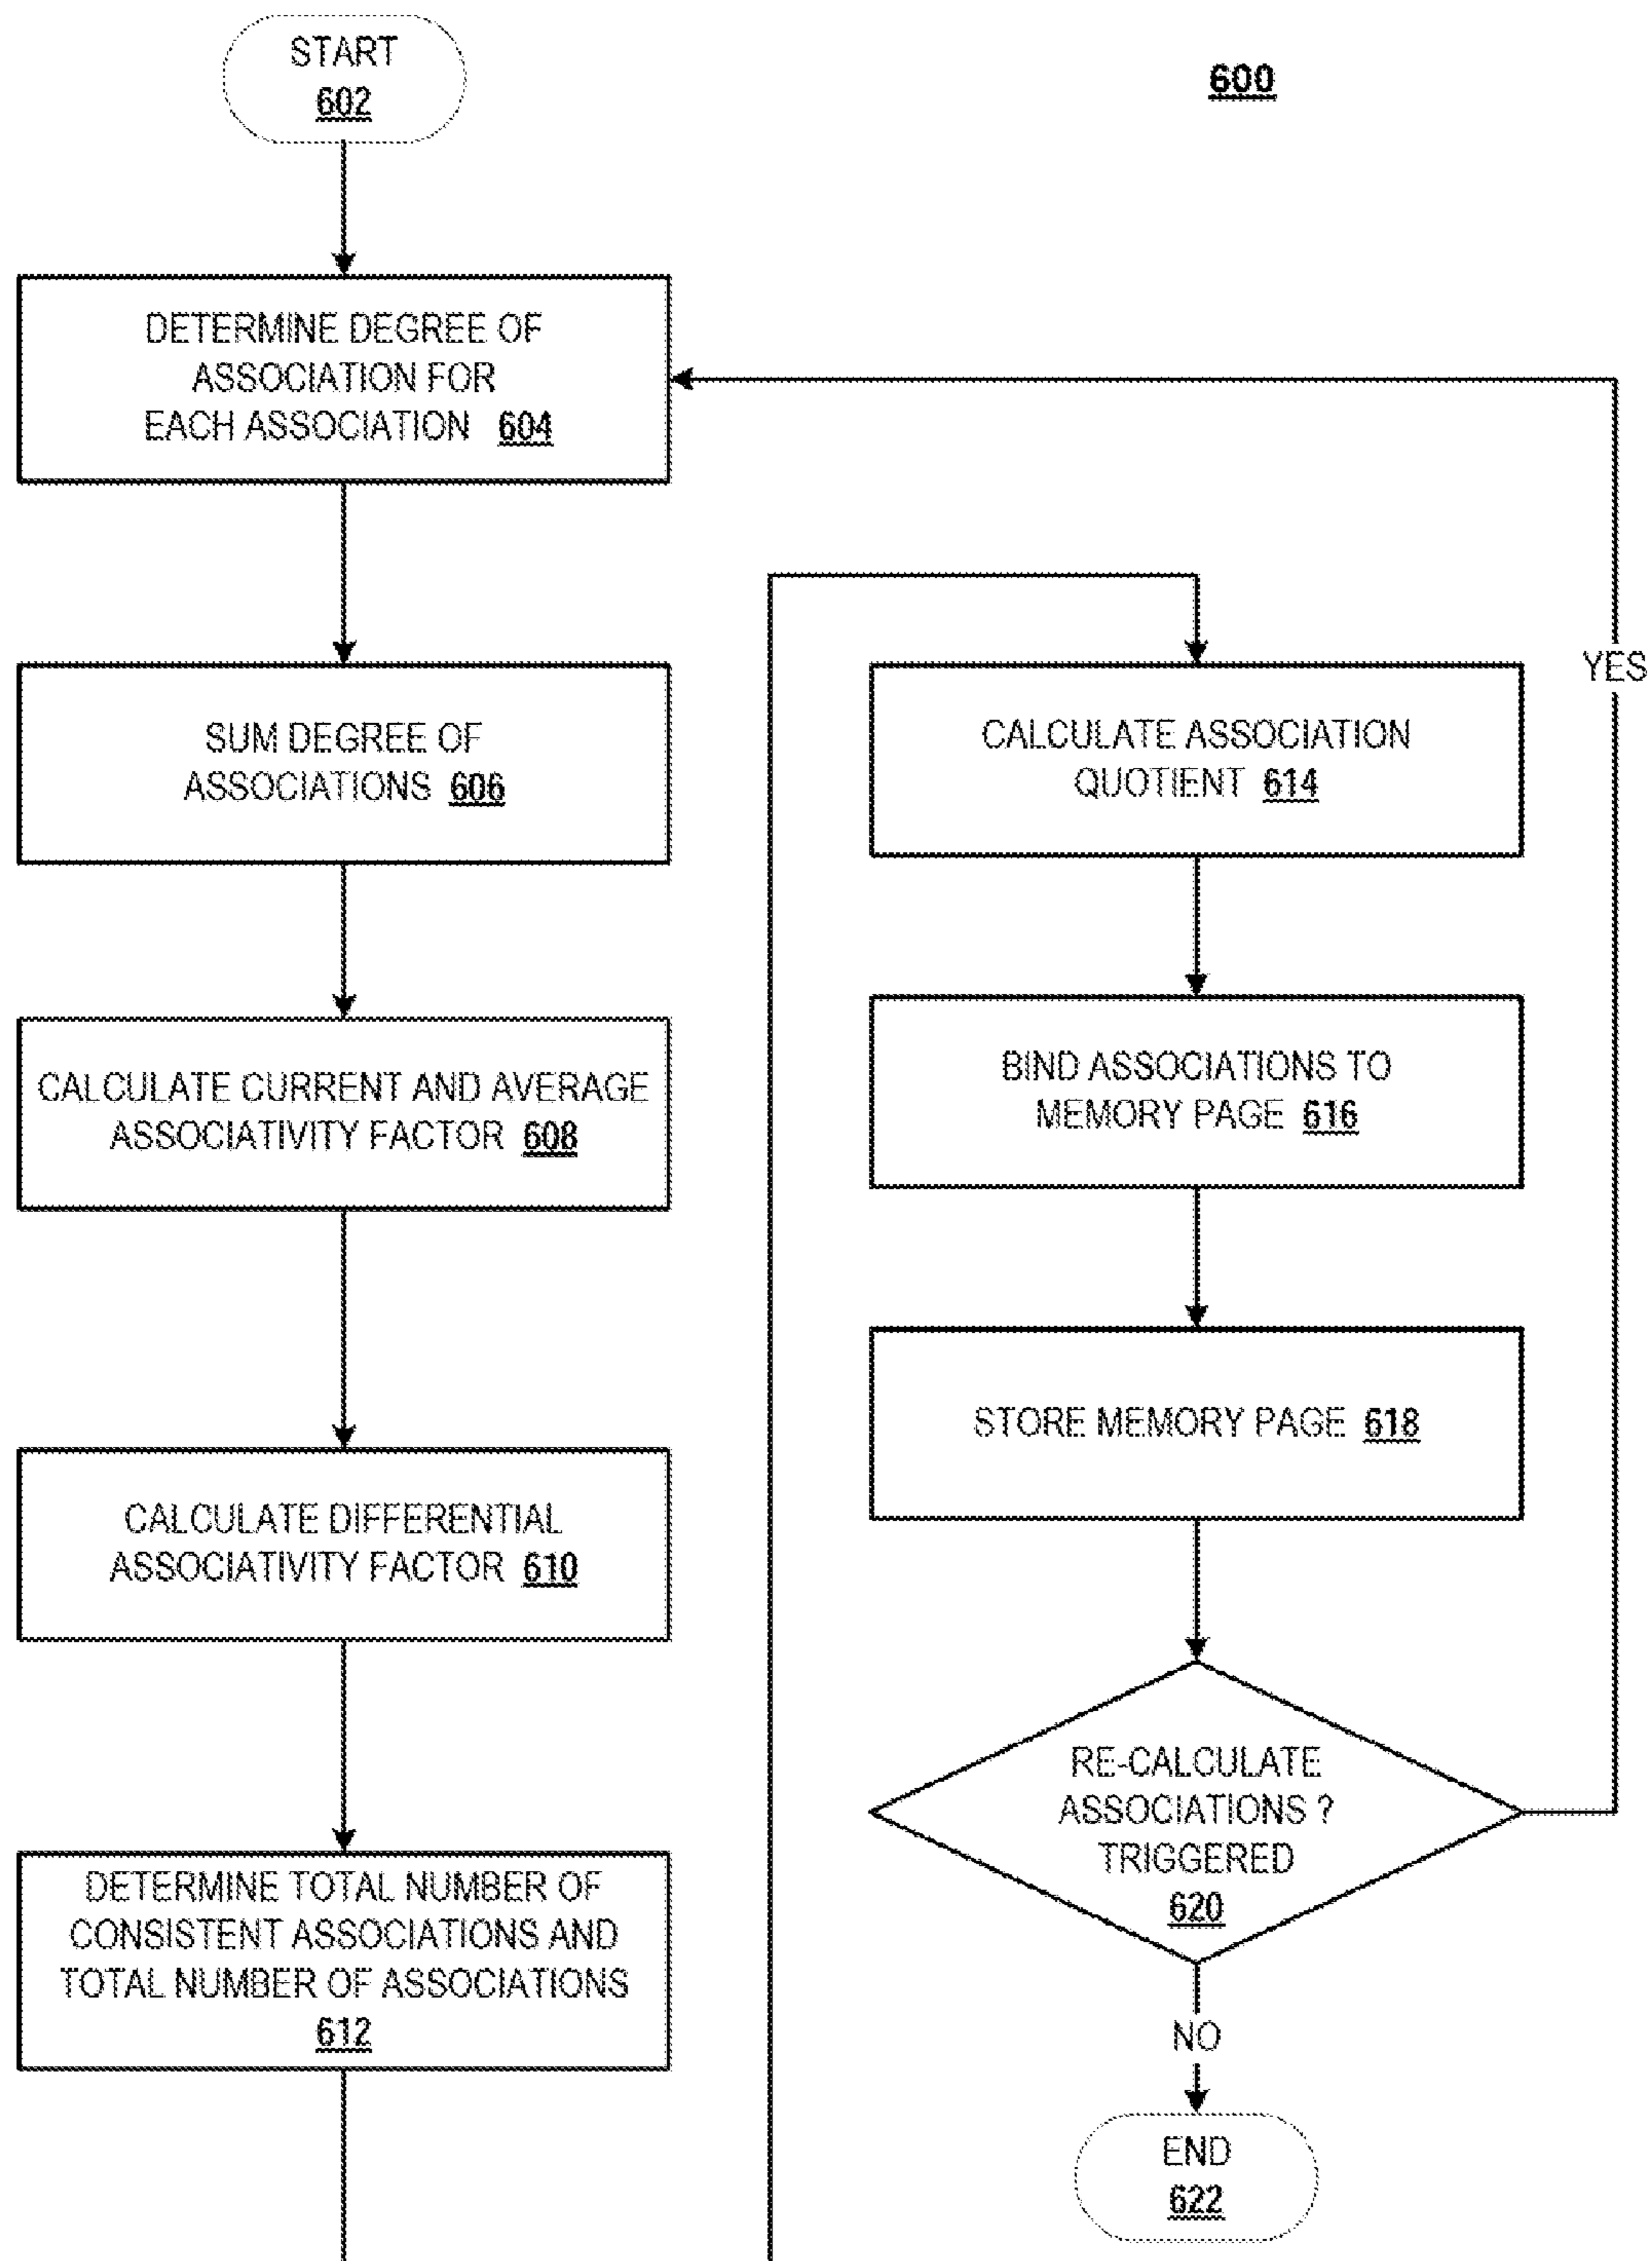 START
602
600
DETERMINE DEGREE OF
ASSOCIATION FOR
EACH ASSOCIATION 604
SUM DEGREE OF
ASSOCIATIONS 606
CALCULATE CURRENT AND AVERAGE
ASSOCIATIVITY FACTOR 608
CALCULATE DIFFERENTIAL
ASSOCIATIVITY FACTOR 610
DETERMINE TOTAL NUMBER OF
CONSISTENT ASSOCIATIONS AND
TOTAL NUMBER OF ASSOCIATIONS
612
CALCULATE ASSOCIATION
QUOTIENT 614
BIND ASSOCIATIONS TO
MEMORY PAGE 616
STORE MEMORY PAGE 618
RE-CALCULATE
ASSOCIATIONS ?
TRIGGERED
620
YES
NO
END
622